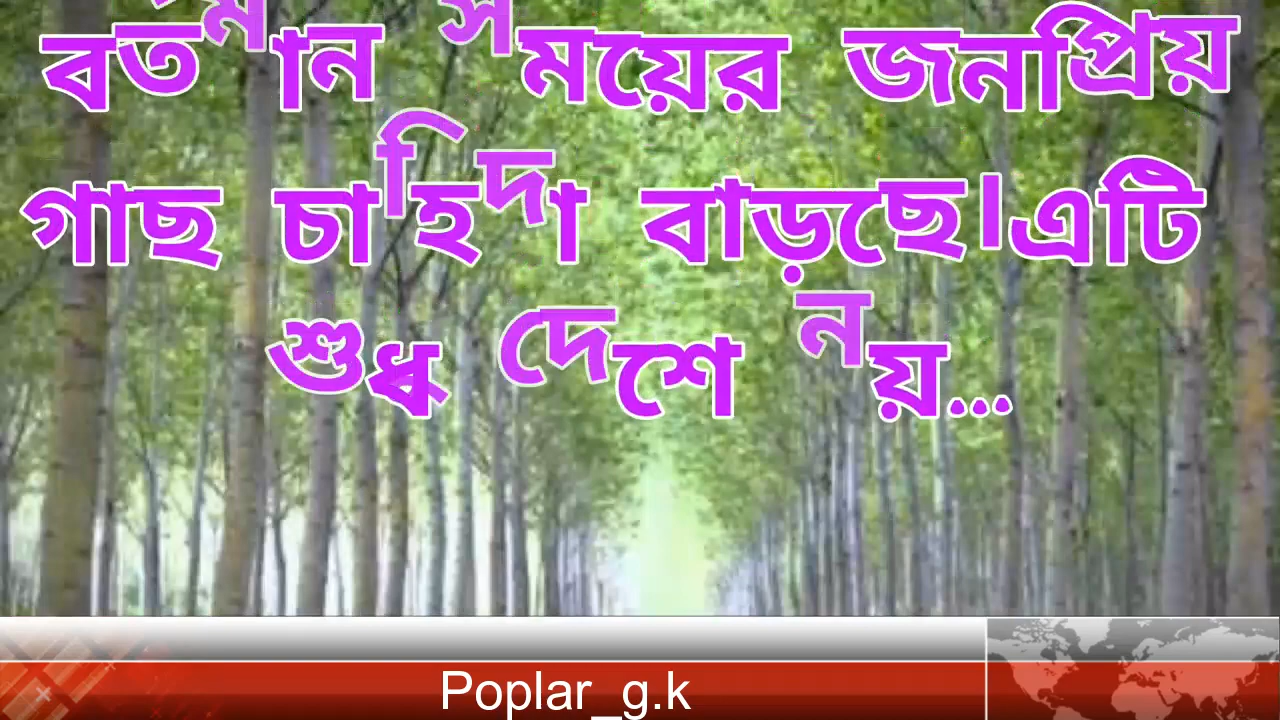 বর্তমান সময়ের জনপ্রিয়
গাছ চাহিদা বাড়ছে।এটি
শুধু দেশে নয়...
Poplar_g.k